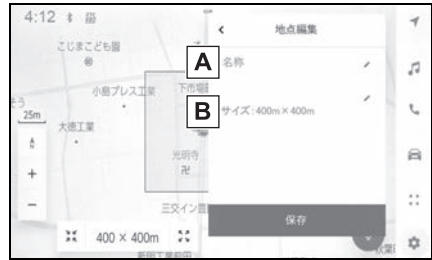 4:12
地点編集
こじまこども園
A 名称
小島プレス工業
下市場
B サイズ:400m×400m
25m
大徳工業
光明寺
卍
+
三交イン豊
−
保存
400 × 400m